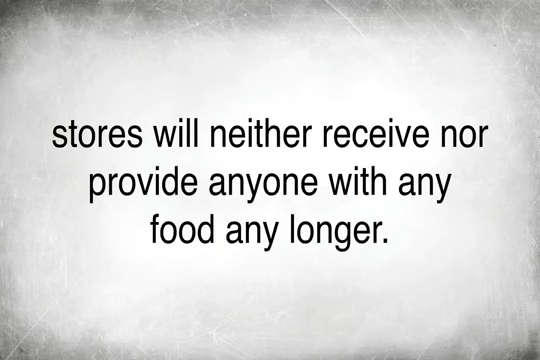 stores will neither receive nor
provide anyone with any
food any longer.